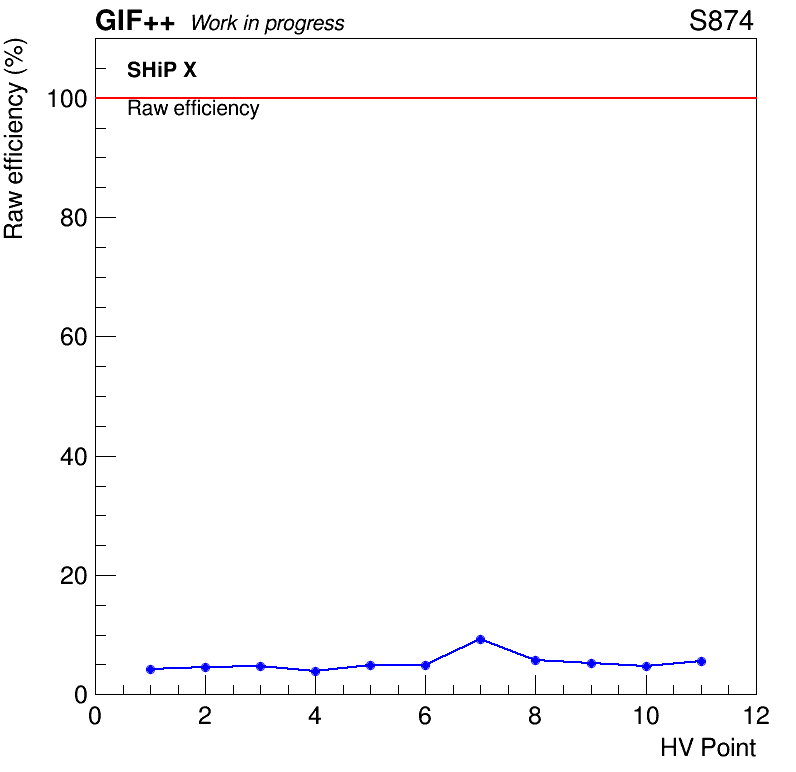 GIF++ Work in progress S874
Raw efficiency (%)
SHiP X
Raw efficiency
100
80
60
40
20
0
0 2 4 6 8 10 12
HV Point